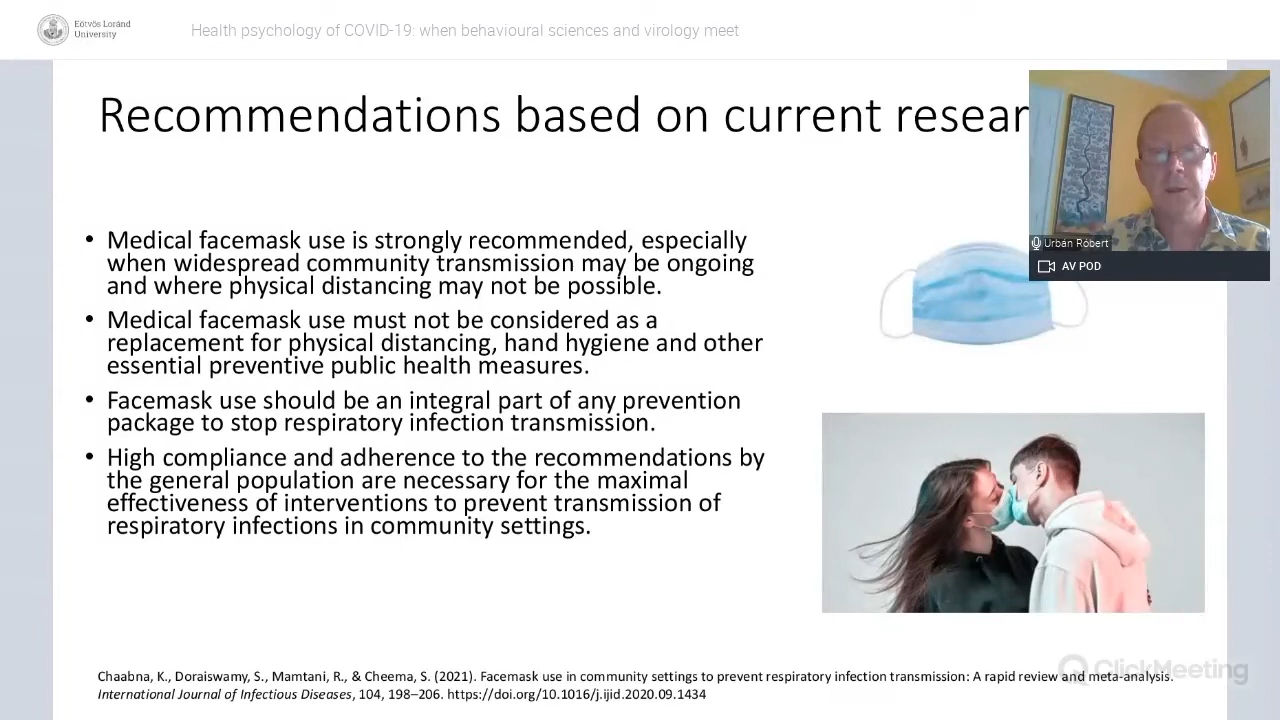 Eötvös Loránd
University
Health psychology of COVID-19: when behavioural sciences and virology meet
Recommendations based on current resear
• Medical facemask use is strongly recommended, especially
when widespread community transmission may be ongoing
and where physical distancing may not be possible.
• Medical facemask use must not be considered as a
replacement for physical distancing, hand hygiene and other
essential preventive public health measures.
• Facemask use should be an integral part of any prevention
package to stop respiratory infection transmission.
• High compliance and adherence to the recommendations by
the general population are necessary for the maximal
effectiveness of interventions to prevent transmission of
respiratory infections in community settings.
Urbán Róbert
AV POD
Chaabna, K., Doraiswamy, S., Mamtani, R., & Cheema, S. (2021). Facemask use in community settings to prevent respiratory infection transmission: A rapid review and meta-analysis.
International Journal of Infectious Diseases, 104, 198–206. https://doi.org/10.1016/j.ijid.2020.09.1434
ClickMeeting